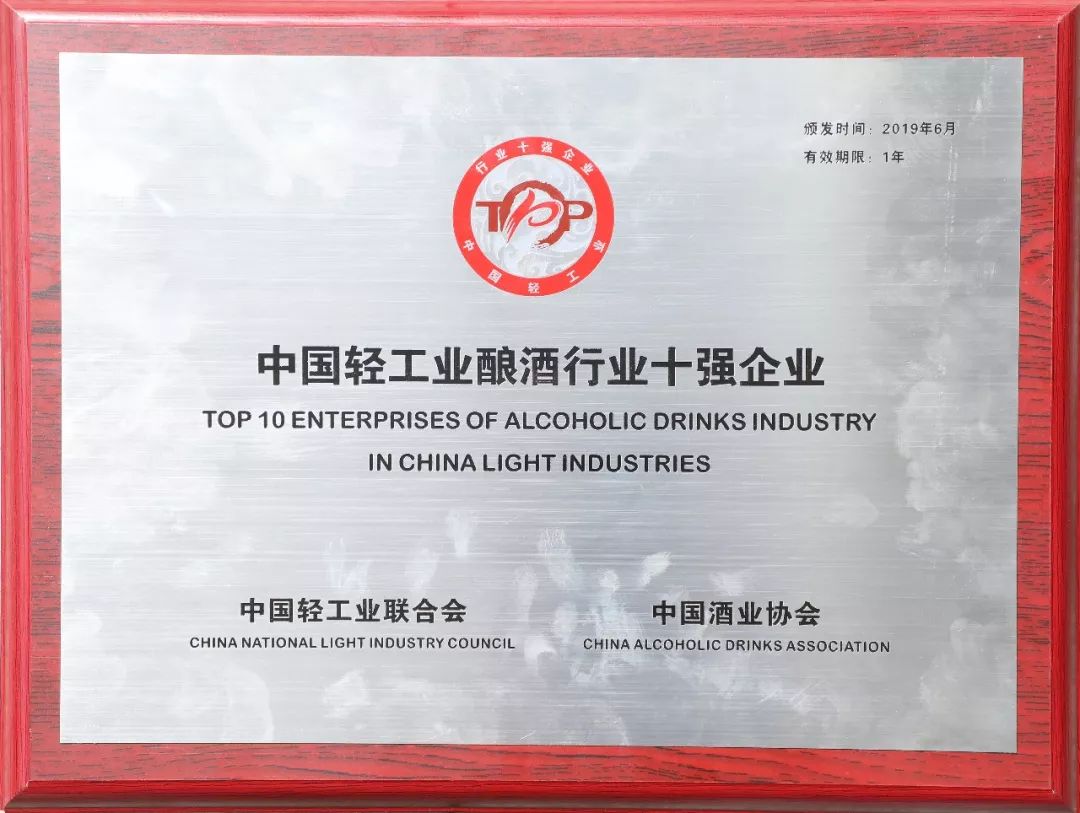 颁发时间：2019年6月
有效期限：1年
行业十强企业
TOP
中国轻工业
中国轻工业酿酒行业十强企业
TOP 10 ENTERPRISES OF ALCOHOLIC DRINKS INDUSTRY
IN CHINA LIGHT INDUSTRIES
中国轻工业联合会
CHINA NATIONAL LIGHT INDUSTRY COUNCIL
中国酒业协会
CHINA ALCOHOLIC DRINKS ASSOCIATION